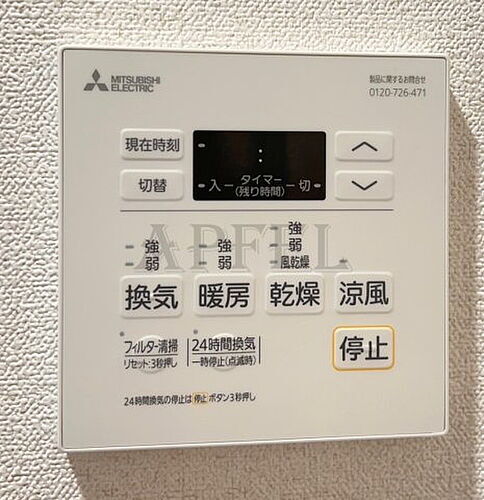 MITSUBISHI
ELECTRIC
製品に関するお問合せ
0120-726-471
現在時刻
:
切替
タイマー
入 ー (残り時間) ー 切
強
弱
強
弱
強
弱
風乾燥
APFEL
換気 暖房 乾燥 涼風
フィルター清掃
リセット:3秒押し
24時間換気
一時停止(点滅時)
停止
24時間換気の停止は 停止 ボタン3秒押し